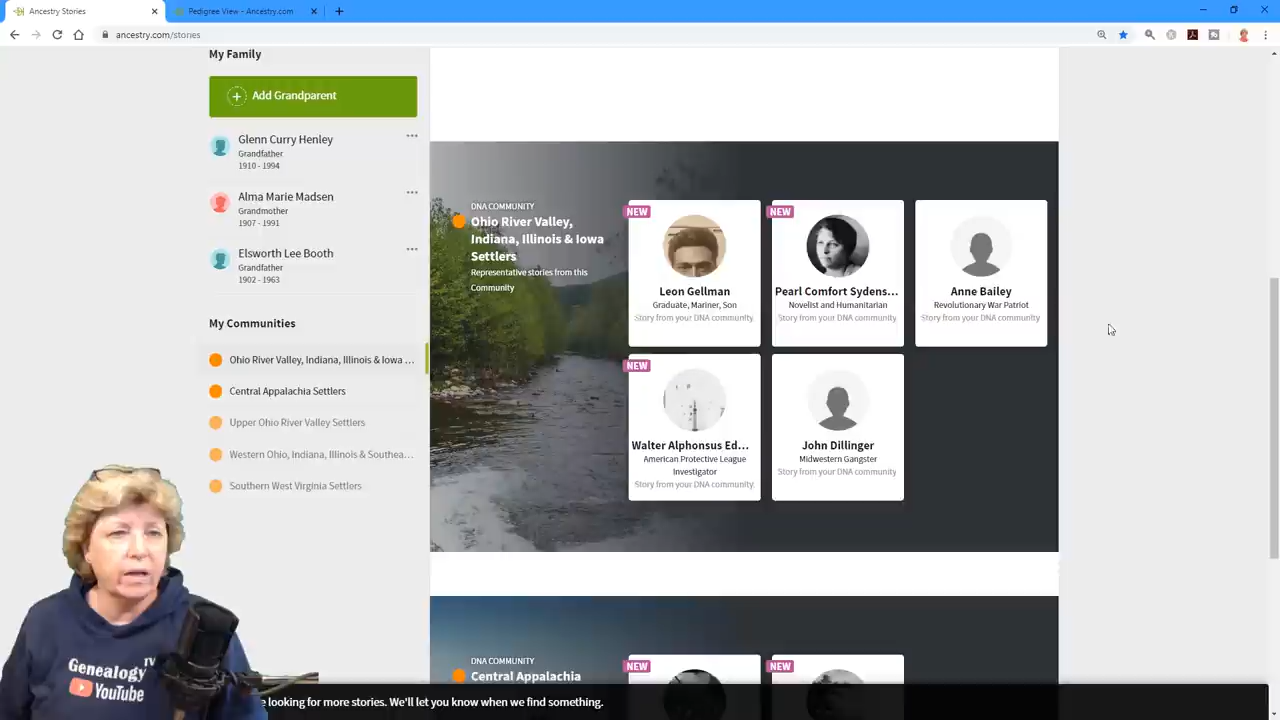 Ancestry Stories
Pedigree View - Ancestry.com
ancestry.com/stories
My Family
Add Grandparent
Glenn Curry Henley
Grandfather
1910 - 1994
Alma Marie Madsen
Grandmother
1907 - 1991
Elsworth Lee Booth
Grandfather
1902 - 1963
My Communities
Ohio River Valley, Indiana, Illinois & Iowa ...
Central Appalachia Settlers
Upper Ohio River Valley Settlers
Western Ohio, Indiana, Illinois & Southea...
Southern West Virginia Settlers
DNA COMMUNITY
Ohio River Valley,
Indiana, Illinois & Iowa
Settlers
Representative stories from this
Community
NEW
Leon Gellman
Graduate, Mariner, Son
Story from your DNA community.
NEW
Pearl Comfort Sydens...
Novelist and Humanitarian
Story from your DNA community.
Anne Bailey
Revolutionary War Patriot
Story from your DNA community
NEW
Walter Alphonsus Ed...
American Protective League
Investigator
Story from your DNA community.
John Dillinger
Midwestern Gangster
Story from your DNA community
DNA COMMUNITY
Central Appalachia
NEW
NEW
looking for more stories. We'll let you know when we find something.
Genealogy TV
YouTube